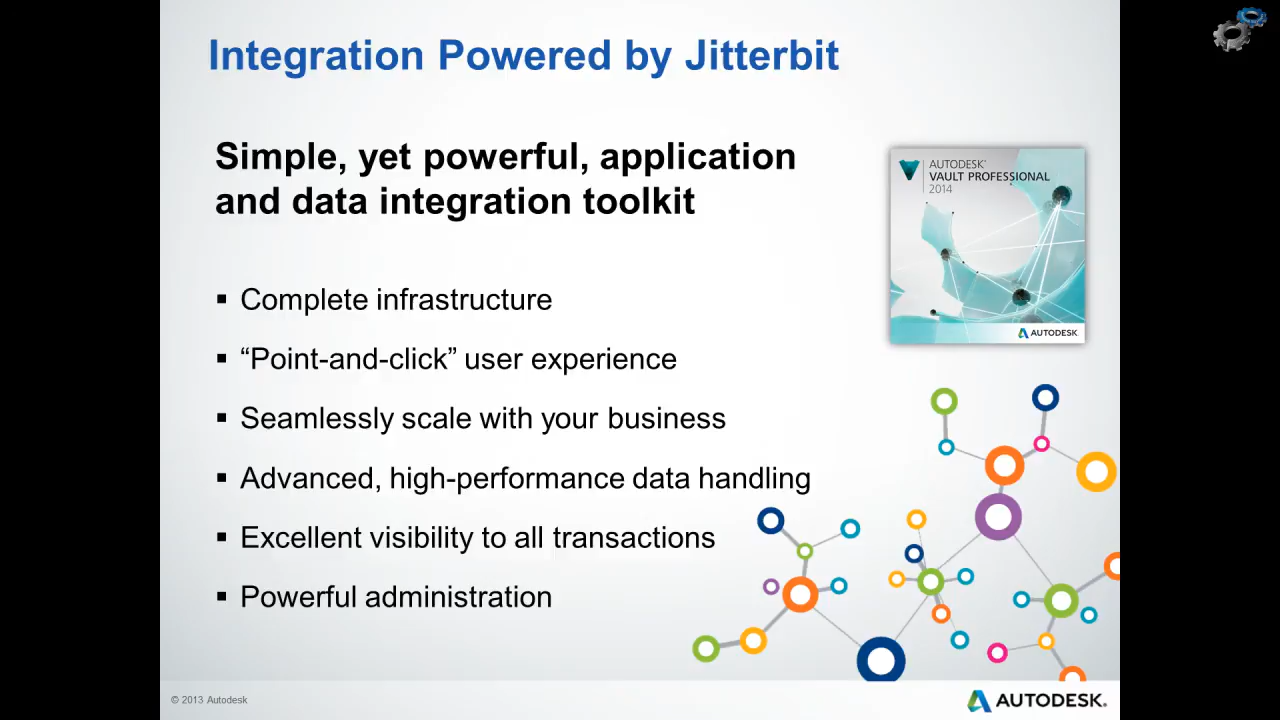 Integration Powered by Jitterbit
Simple, yet powerful, application
and data integration toolkit
AUTODESK®
VAULT PROFESSIONAL
2014
AUTODESK.
▪ Complete infrastructure
▪ “Point-and-click” user experience
▪ Seamlessly scale with your business
▪ Advanced, high-performance data handling
▪ Excellent visibility to all transactions
▪ Powerful administration
© 2013 Autodesk
AUTODESK.